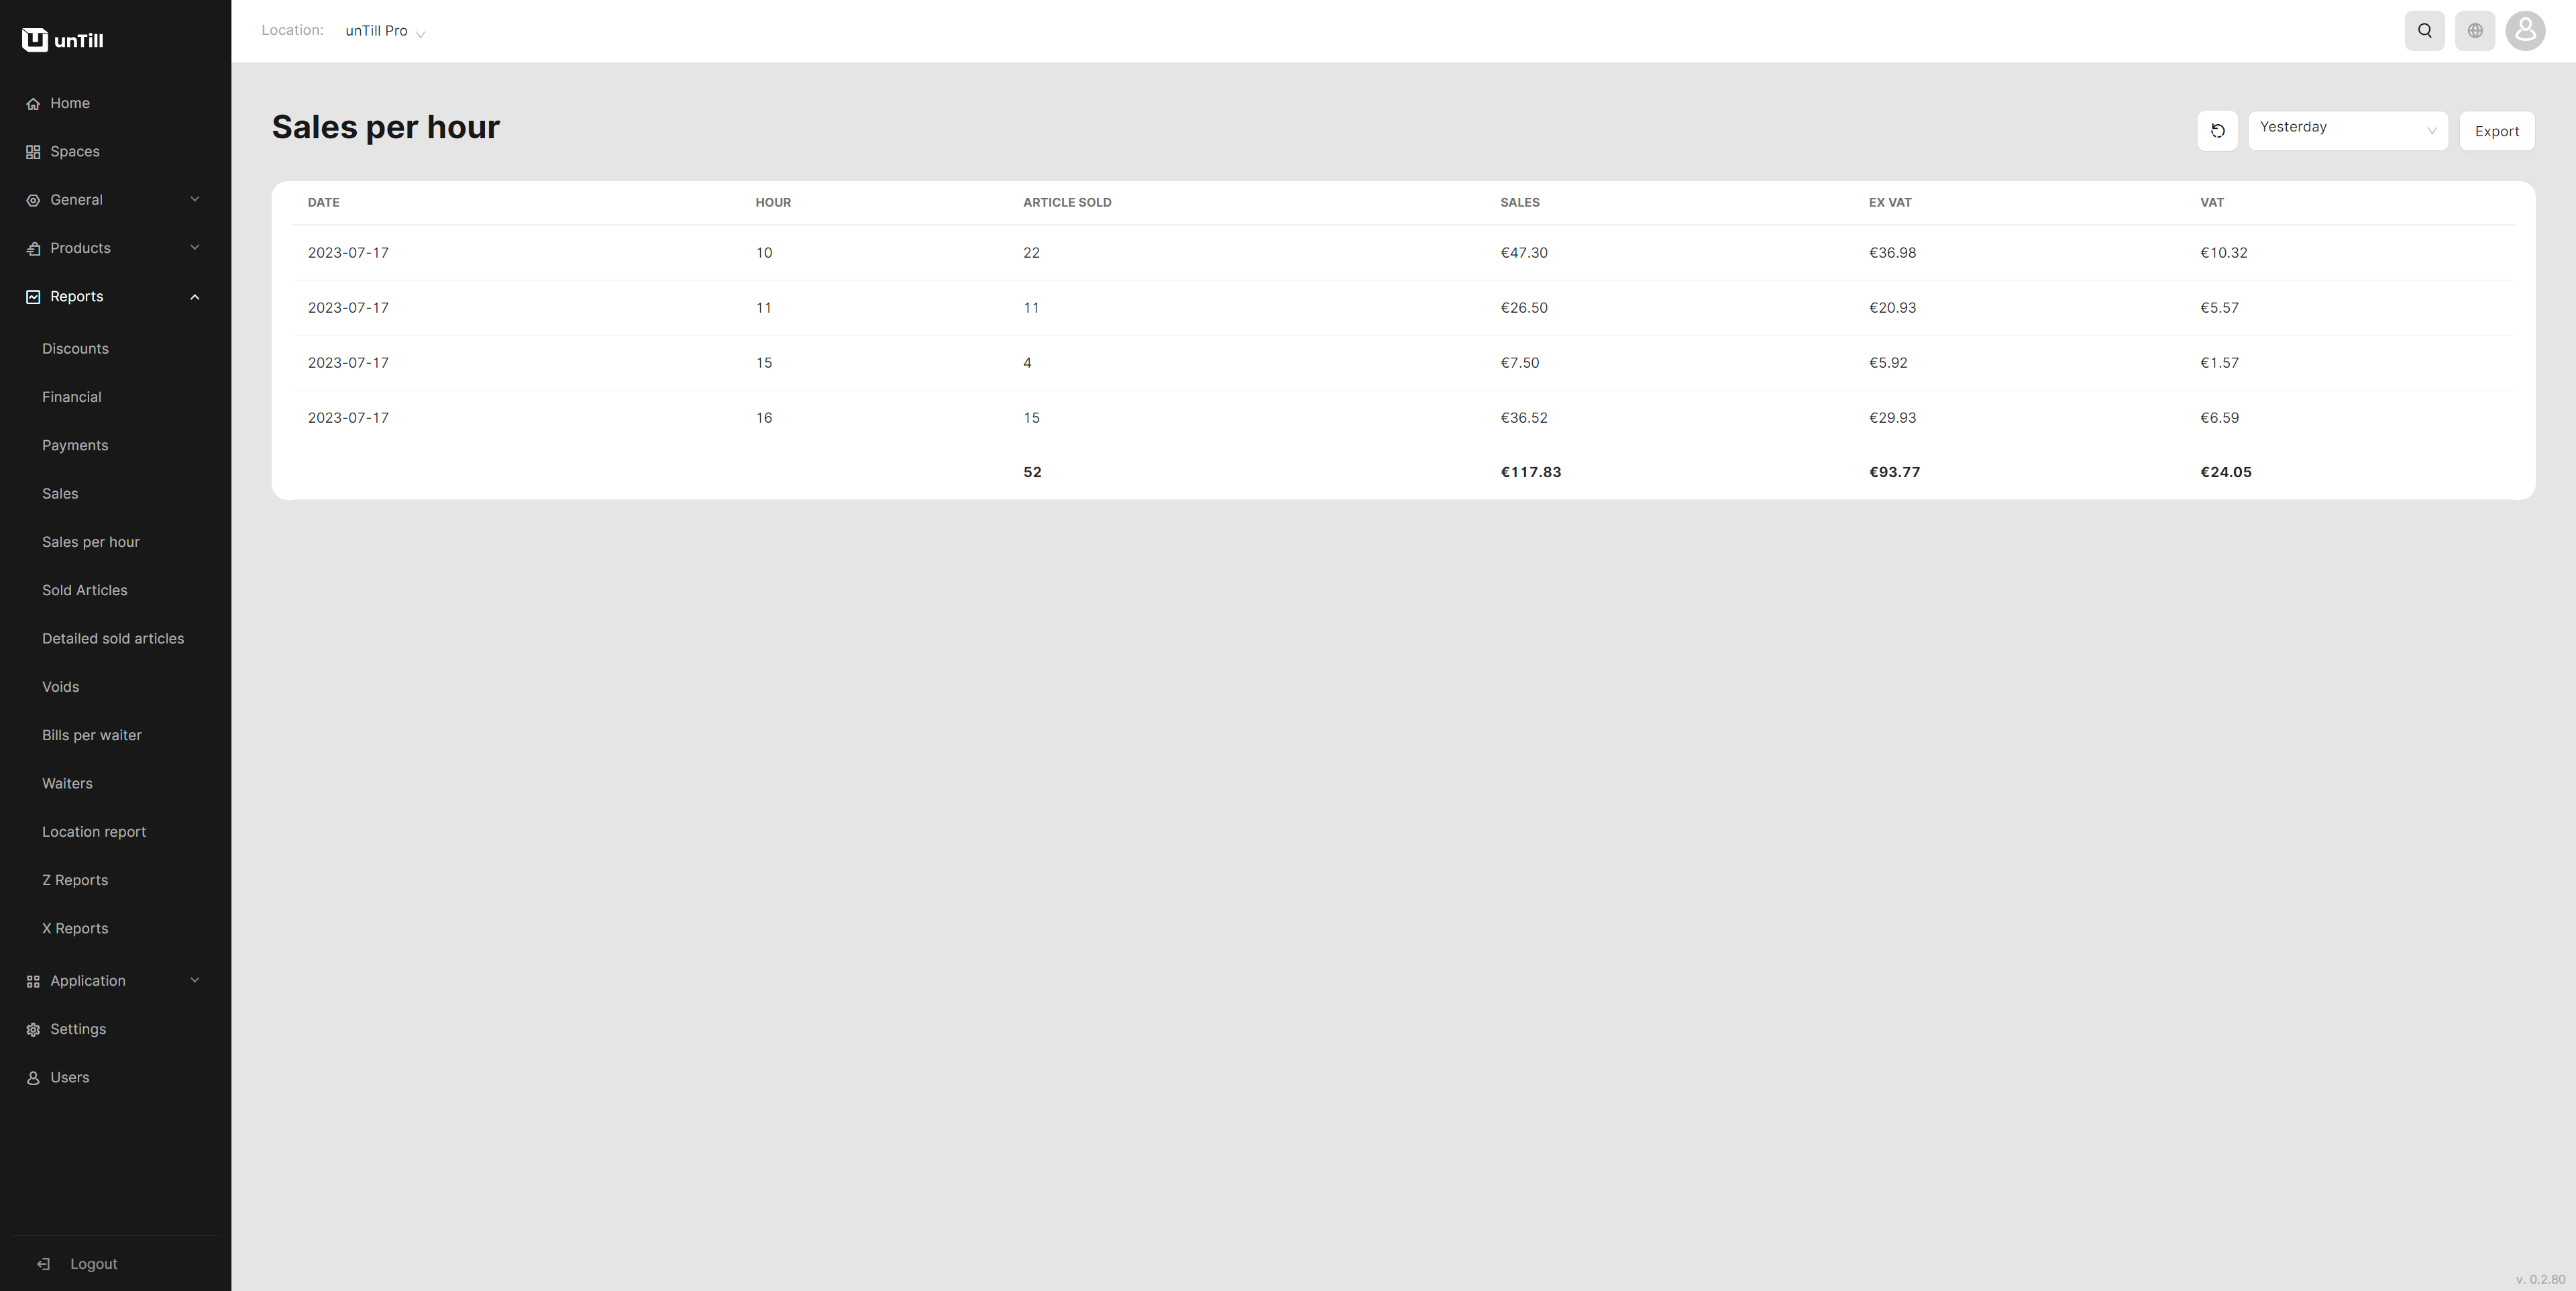 unTill
Location: unTill Pro
Home
Spaces
General
Products
Reports
Discounts
Financial
Payments
Sales
Sales per hour
Sold Articles
Detailed sold articles
Voids
Bills per waiter
Waiters
Location report
Z Reports
X Reports
Application
Settings
Users
Logout
Sales per hour
Yesterday
Export
DATE HOUR ARTICLE SOLD SALES EX VAT VAT
2023-07-17 10 22 €47.30 €36.98 €10.32
2023-07-17 11 11 €26.50 €20.93 €5.57
2023-07-17 15 4 €7.50 €5.92 €1.57
2023-07-17 16 15 €36.52 €29.93 €6.59
52 €117.83 €93.77 €24.05
v. 0.2.80